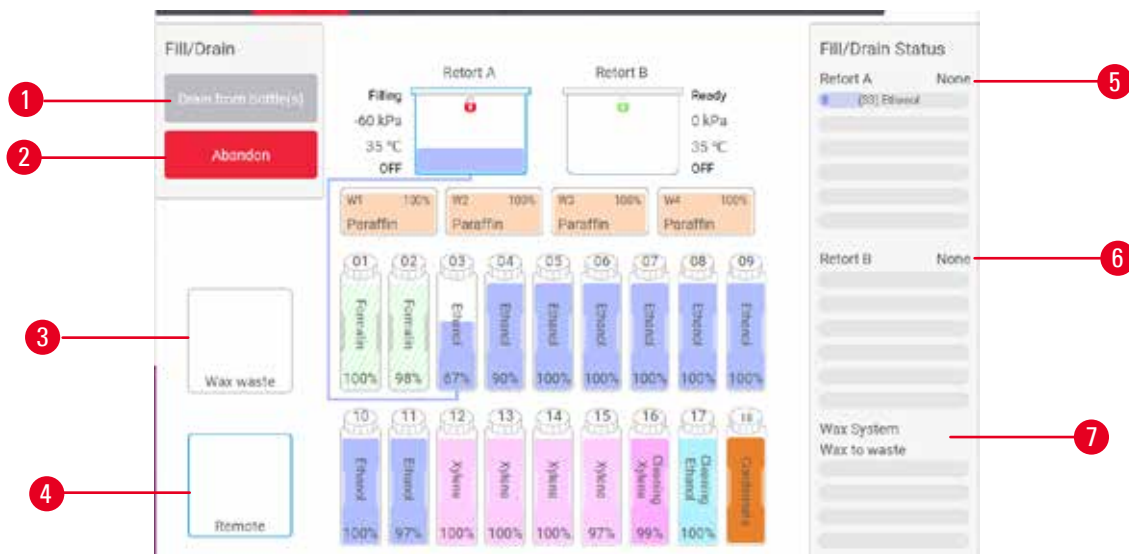 Fill/Drain
Drain from bottle(s)
Abandon
1
2
3
4
Wax waste
Remote
Retort A
Filling
-60 kPa
35 °C
OFF
Retort B
Ready
0 kPa
35 °C
OFF
W1 100%
Paraffin
W2 100%
Paraffin
W3 100%
Paraffin
W4 100%
Paraffin
01 02 03 04 05 06 07 08 09
Formalin Formalin Ethanol Ethanol Ethanol Ethanol Ethanol Ethanol Ethanol
100% 98% 67% 90% 100% 100% 100% 100% 100%
10 11 12 13 14 15 16 17 18
Ethanol Ethanol Xylene Xylene Xylene Xylene Cleaning Xylene Cleaning Ethanol Condensate
100% 97% 100% 100% 100% 97% 99% 100%
Fill/Drain Status
Retort A None
(S3) Ethanol
Retort B None
Wax System
Wax to waste
5
6
7